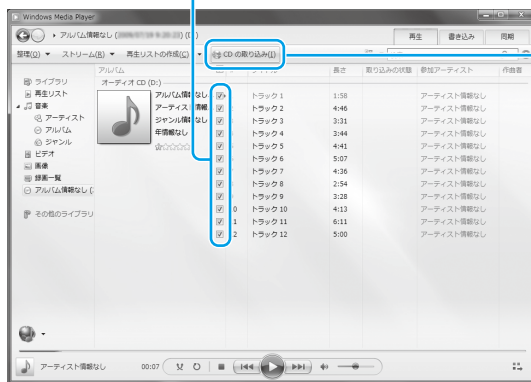 Windows Media Player
アルバム情報なし (
再生 書き込み 同期
整理(O) ストリーム(R) 再生リストの作成(C) CD の取り込み(I)
アルバム 長さ 取り込みの状態 参加アーティスト 作曲者
オーディオ CD (D:)
ライブラリ
再生リスト
音楽
アーティスト
アルバム
ジャンル
ビデオ
画像
録画一覧
アルバム情報なし (
その他のライブラリ
アルバム情報なし
アーティスト情報
ジャンル情報なし
年情報なし
トラック 1 1:58 アーティスト情報なし
トラック 2 4:46 アーティスト情報なし
トラック 3 3:31 アーティスト情報なし
トラック 4 3:44 アーティスト情報なし
トラック 5 4:41 アーティスト情報なし
トラック 6 5:07 アーティスト情報なし
トラック 7 4:36 アーティスト情報なし
トラック 8 2:54 アーティスト情報なし
トラック 9 3:28 アーティスト情報なし
0 トラック 10 4:13 アーティスト情報なし
1 トラック 11 6:11 アーティスト情報なし
2 トラック 12 5:00 アーティスト情報なし
アーティスト情報なし 00:07